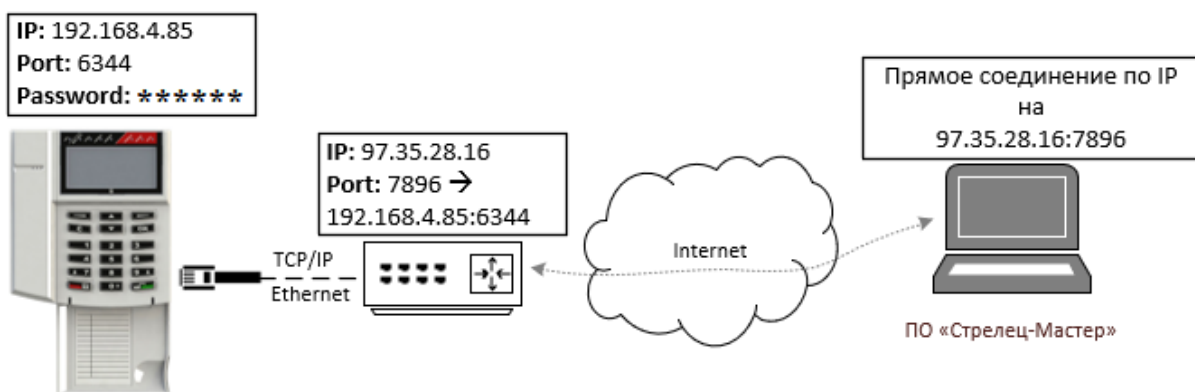 IP: 192.168.4.85
Port: 6344
Password: ******
IP: 97.35.28.16
Port: 7896 →
192.168.4.85:6344
Прямое соединение по IP
на
97.35.28.16:7896
TCP/IP
Ethernet
Internet
ПО «Стрелец-Мастер»